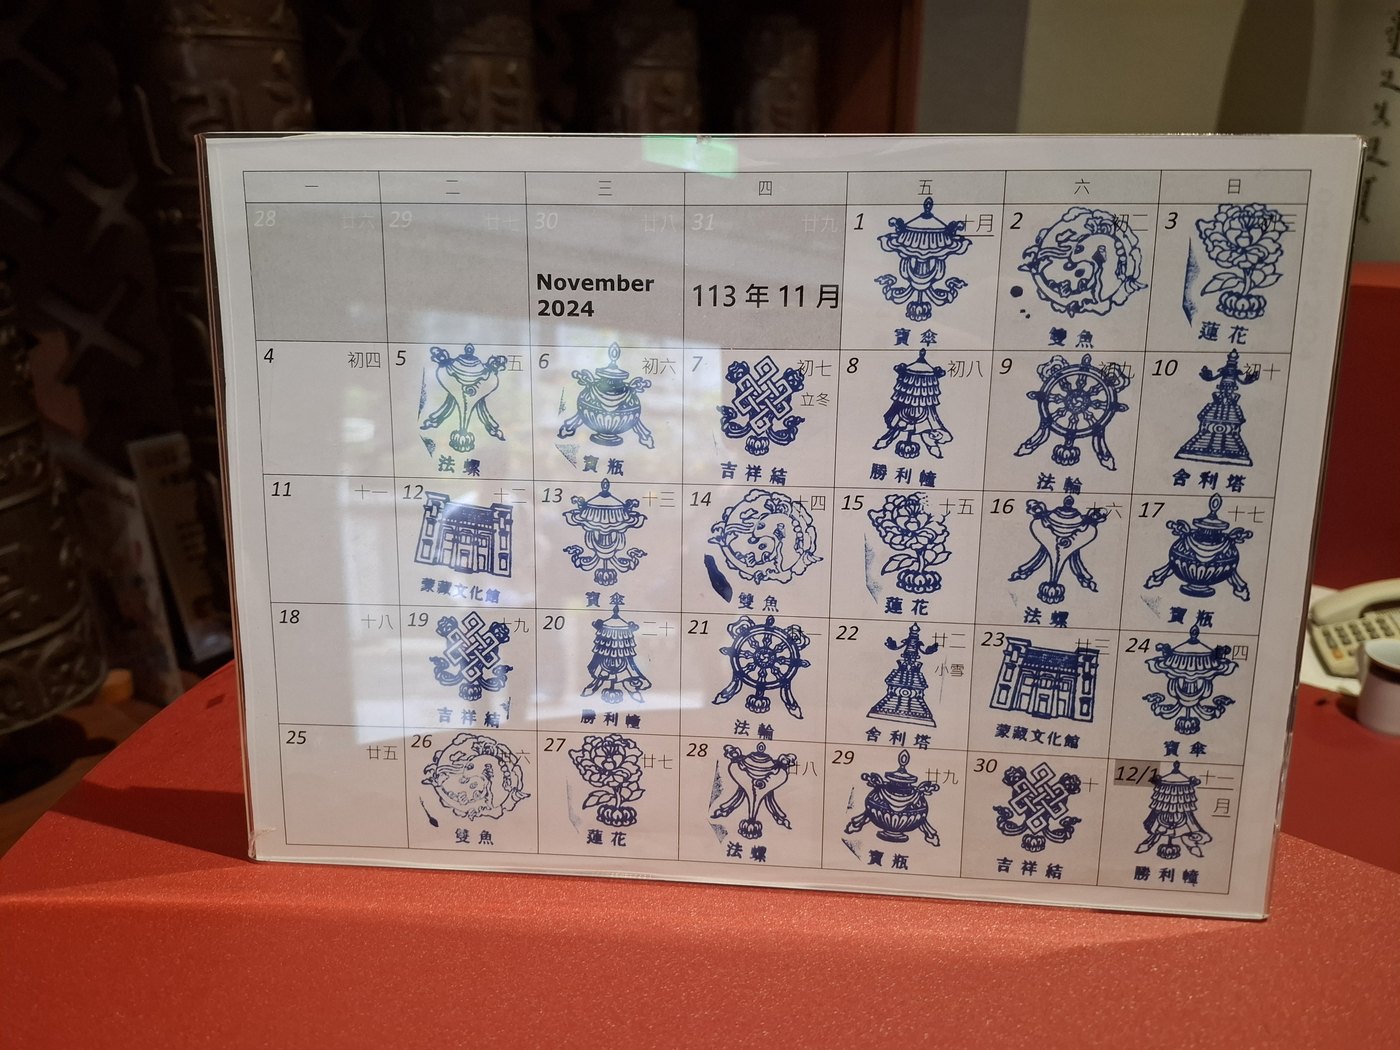 一 二 三 四 五 六 日
28 廿六 29 廿七 30 廿八 31 廿九 1 十月 2 初二 3 初三
November
2024
113 年 11 月
寶傘 雙魚 蓮花
4 初四 5 五 6 初六 7 初七 8 初八 9 初九 10 初十
立冬
法螺 寶瓶 吉祥結 勝利幢 法輪 舍利塔
11 十一 12 十二 13 十三 14 十四 15 十五 16 十六 17 十七
蒙藏文化館 寶傘 雙魚 蓮花 法螺 寶瓶
18 十八 19 十九 20 二十 21 廿一 22 廿二 23 廿三 24 廿四
小雪
吉祥結 勝利幢 法輪 舍利塔 蒙藏文化館 寶傘
25 廿五 26 六 27 廿七 28 廿八 29 廿九 30 十 12/1 十一
月
雙魚 蓮花 法螺 寶瓶 吉祥結 勝利幢